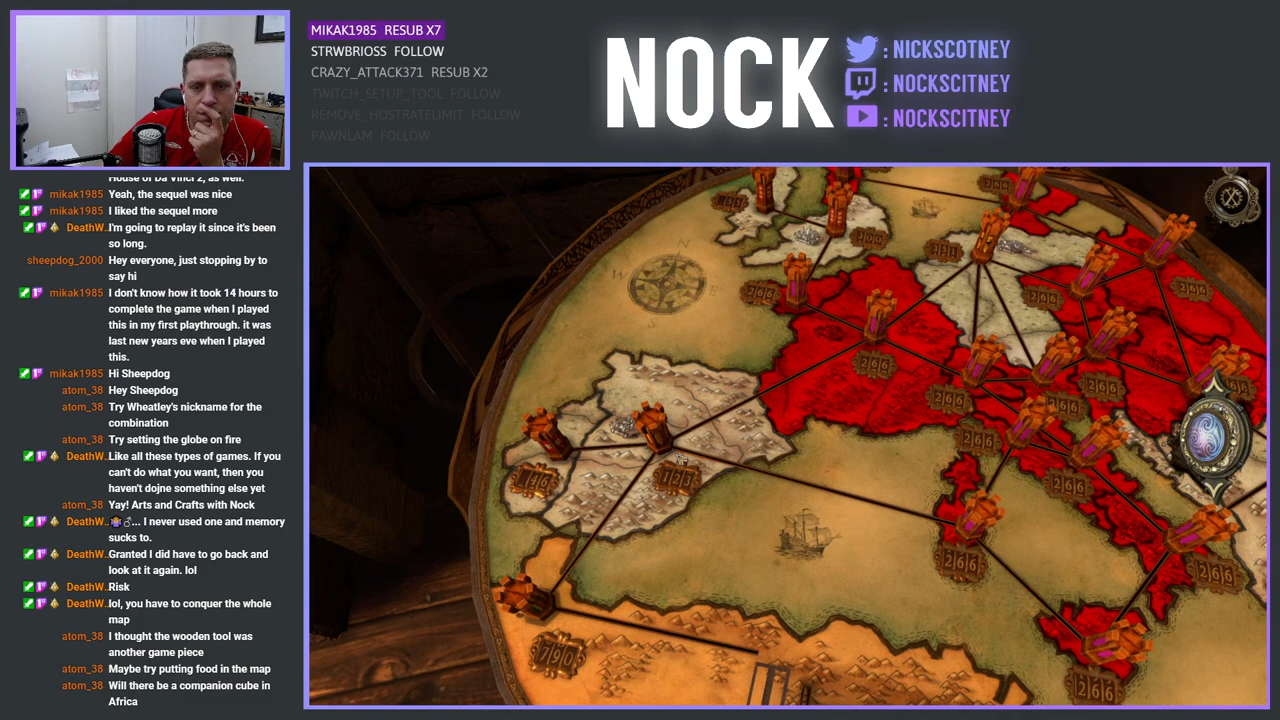 MIKAK1985 RESUB X7
STRWBRIOSS FOLLOW
CRAZY_ATTACK371 RESUB X2
TWITCH_SETUP_TOOL FOLLOW
REMOVE_HOSTRATELIMIT FOLLOW
PAWNLAM FOLLOW
NOCK
: NICKSCOTNEY
: NOCKSCITNEY
: NOCKSCITNEY
House of Da Vinci 2, as well.
mikak1985 Yeah, the sequel was nice
mikak1985 I liked the sequel more
DeathW.. I'm going to replay it since it's been
so long.
sheepdog_2000 Hey everyone, just stopping by to
say hi
mikak1985 I don't know how it took 14 hours to
complete the game when I played
this in my first playthrough. it was
last new years eve when I played
this.
mikak1985 Hi Sheepdog
atom_38 Hey Sheepdog
atom_38 Try Wheatley's nickname for the
combination
atom_38 Try setting the globe on fire
DeathW.. Like all these types of games. If you
can't do what you want, then you
haven't dojne something else yet
atom_38 Yay! Arts and Crafts with Nock
DeathW.. ... I never used one and memory
sucks to.
DeathW.. Granted I did have to go back and
look at it again. lol
DeathW.. Risk
DeathW.. lol, you have to conquer the whole
map
atom_38 I thought the wooden tool was
another game piece
atom_38 Maybe try putting food in the map
atom_38 Will there be a companion cube in
Africa
N
W
266
266
266
266
266
266
266
266
266
266
266
266
123
790